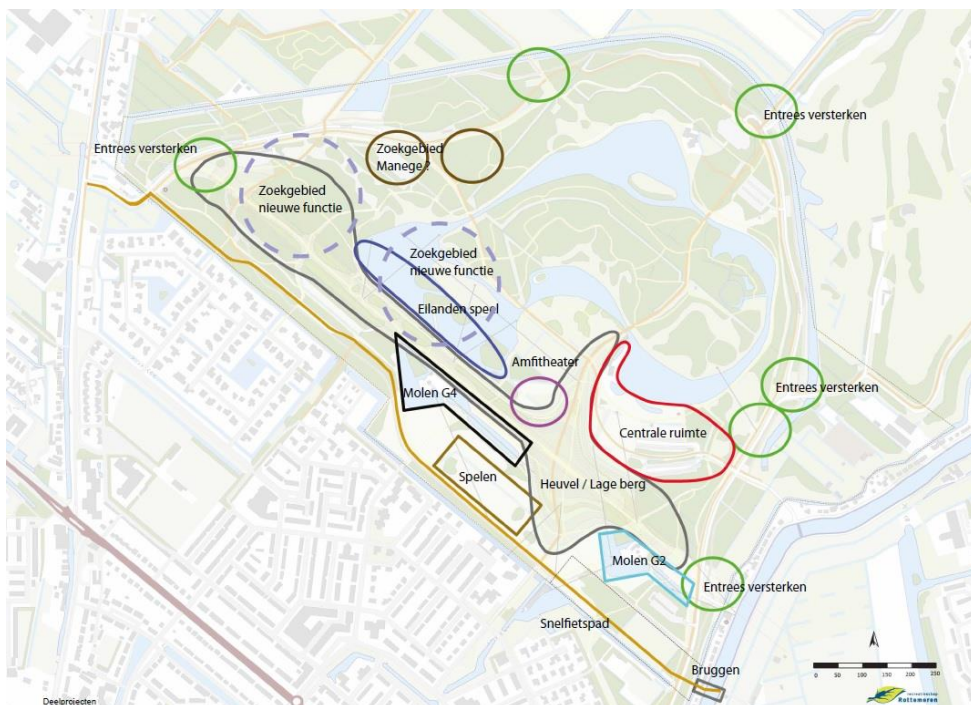 Entrees versterken
Entrees versterken
Zoekgebied
Manege ?
Zoekgebied
nieuwe functie
Zoekgebied
nieuwe functie
Eilanden speel
Amfitheater
Entrees versterken
Molen G4
Centrale ruimte
Spelen
Heuvel / Lage berg
Molen G2
Entrees versterken
Snelfietspad
Bruggen
0 50 100 150 200 250
recreatieschap
Rottemeren
Deelprojecten